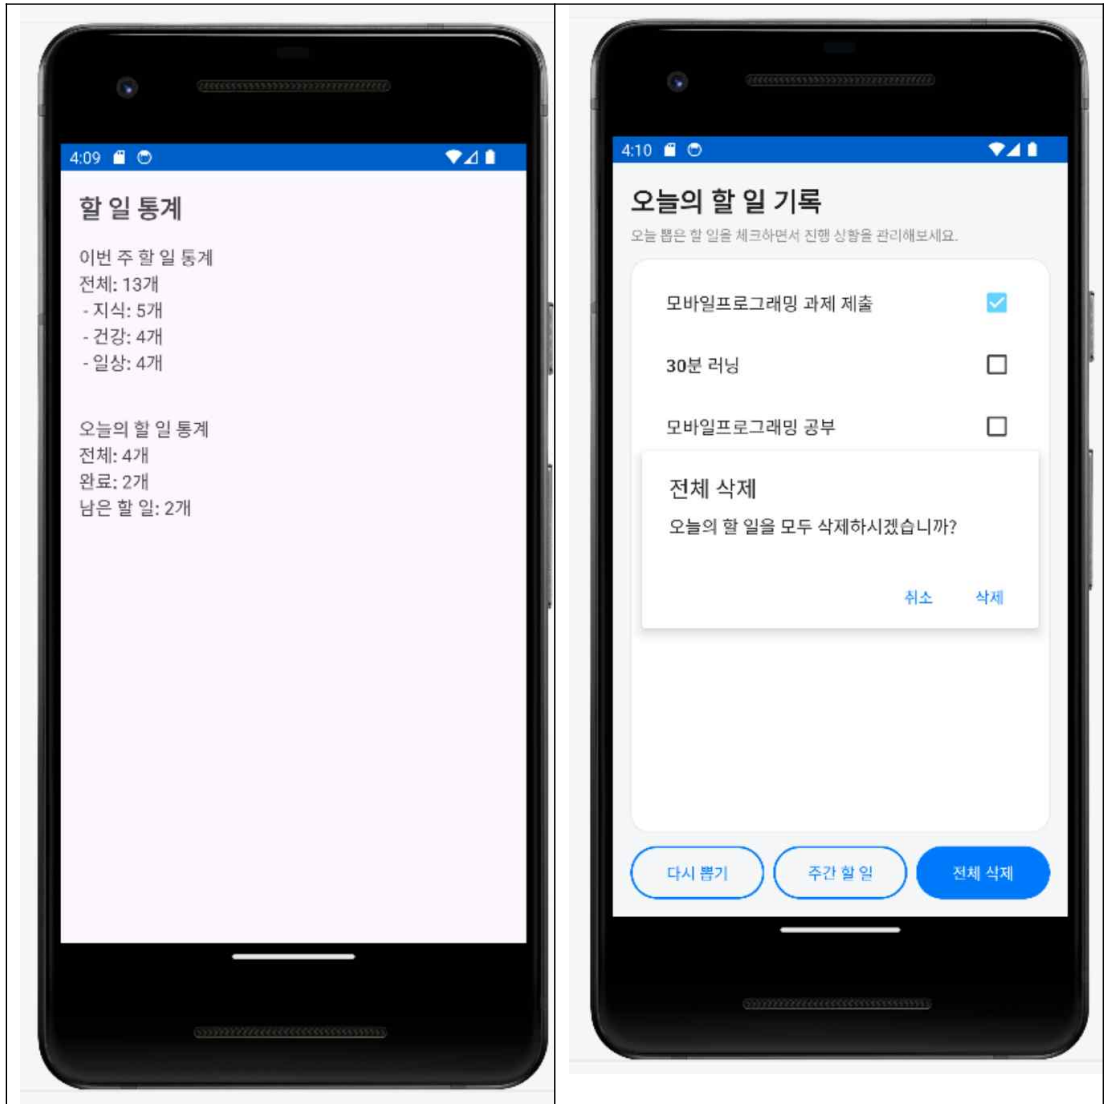 4:09
할 일 통계
이번 주 할 일 통계
전체: 13개
- 지식: 5개
- 건강: 4개
- 일상: 4개
오늘의 할 일 통계
전체: 4개
완료: 2개
남은 할 일: 2개
4:10
오늘의 할 일 기록
오늘 뽑은 할 일을 체크하면서 진행 상황을 관리해보세요.
모바일프로그래밍 과제 제출
30분 러닝
모바일프로그래밍 공부
전체 삭제
오늘의 할 일을 모두 삭제하시겠습니까?
취소 삭제
다시 뽑기 주간 할 일 전체 삭제